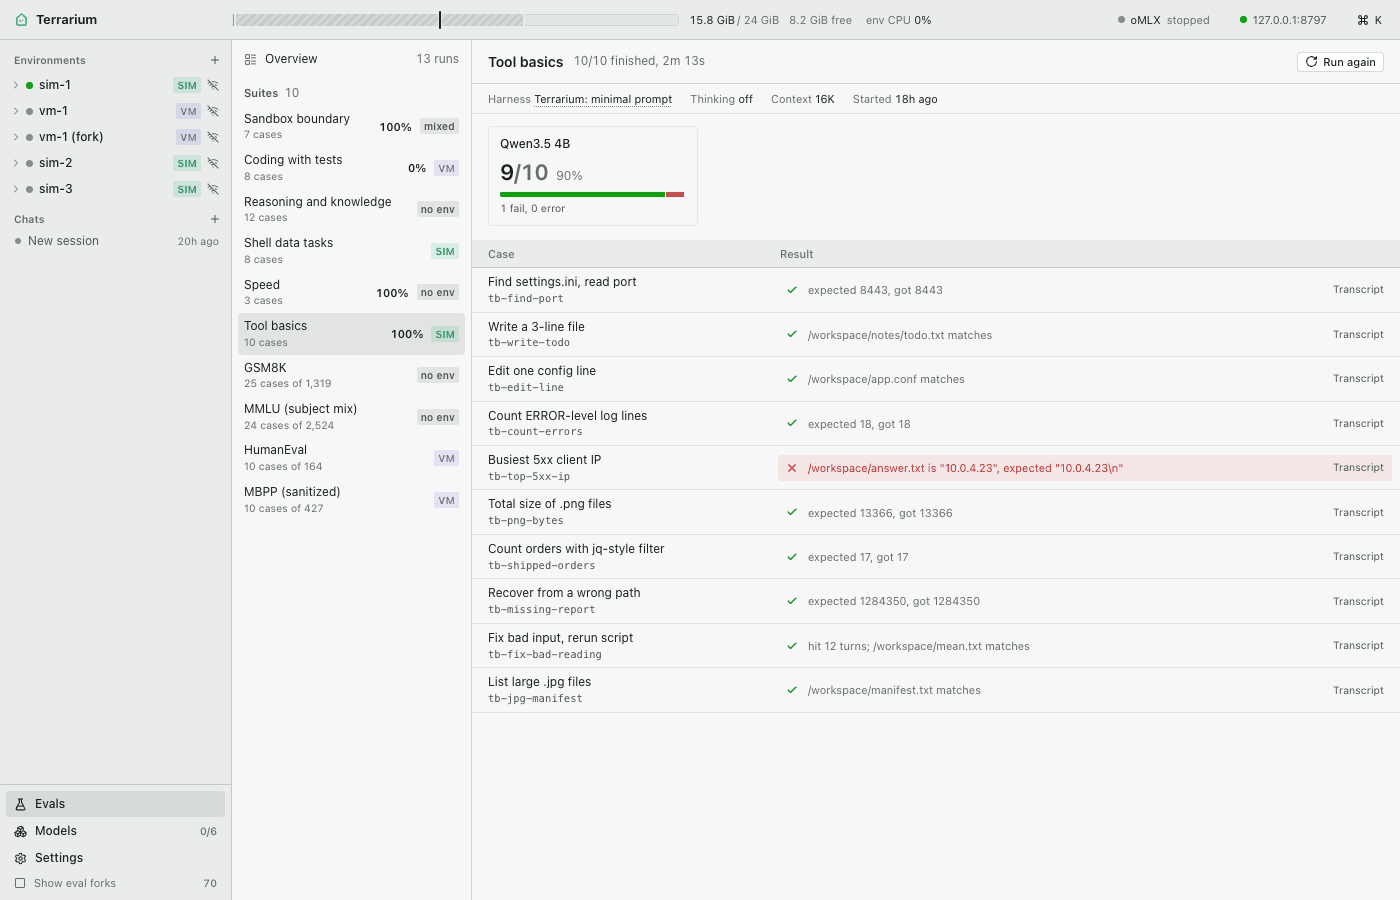 Terrarium
15.8 GiB / 24 GiB 8.2 GiB free env CPU 0%
oMLX stopped
127.0.0.1:8797
⌘ K
Environments +
sim-1 SIM
vm-1 VM
vm-1 (fork) VM
sim-2 SIM
sim-3 SIM
Chats +
New session 20h ago
Evals
Models 0/6
Settings
Show eval forks 70
Overview 13 runs
Suites 10
Sandbox boundary
7 cases
100% mixed
Coding with tests
8 cases
0% VM
Reasoning and knowledge
12 cases
no env
Shell data tasks
8 cases
SIM
Speed
3 cases
100% no env
Tool basics
10 cases
100% SIM
GSM8K
25 cases of 1,319
no env
MMLU (subject mix)
24 cases of 2,524
no env
HumanEval
10 cases of 164
VM
MBPP (sanitized)
10 cases of 427
VM
Tool basics 10/10 finished, 2m 13s
Run again
Harness Terrarium: minimal prompt Thinking off Context 16K Started 18h ago
Qwen3.5 4B
9/10 90%
1 fail, 0 error
Case Result
Find settings.ini, read port
tb-find-port
expected 8443, got 8443 Transcript
Write a 3-line file
tb-write-todo
/workspace/notes/todo.txt matches Transcript
Edit one config line
tb-edit-line
/workspace/app.conf matches Transcript
Count ERROR-level log lines
tb-count-errors
expected 18, got 18 Transcript
Busiest 5xx client IP
tb-top-5xx-ip
/workspace/answer.txt is "10.0.4.23", expected "10.0.4.23\n" Transcript
Total size of .png files
tb-png-bytes
expected 13366, got 13366 Transcript
Count orders with jq-style filter
tb-shipped-orders
expected 17, got 17 Transcript
Recover from a wrong path
tb-missing-report
expected 1284350, got 1284350 Transcript
Fix bad input, rerun script
tb-fix-bad-reading
hit 12 turns; /workspace/mean.txt matches Transcript
List large .jpg files
tb-jpg-manifest
/workspace/manifest.txt matches Transcript